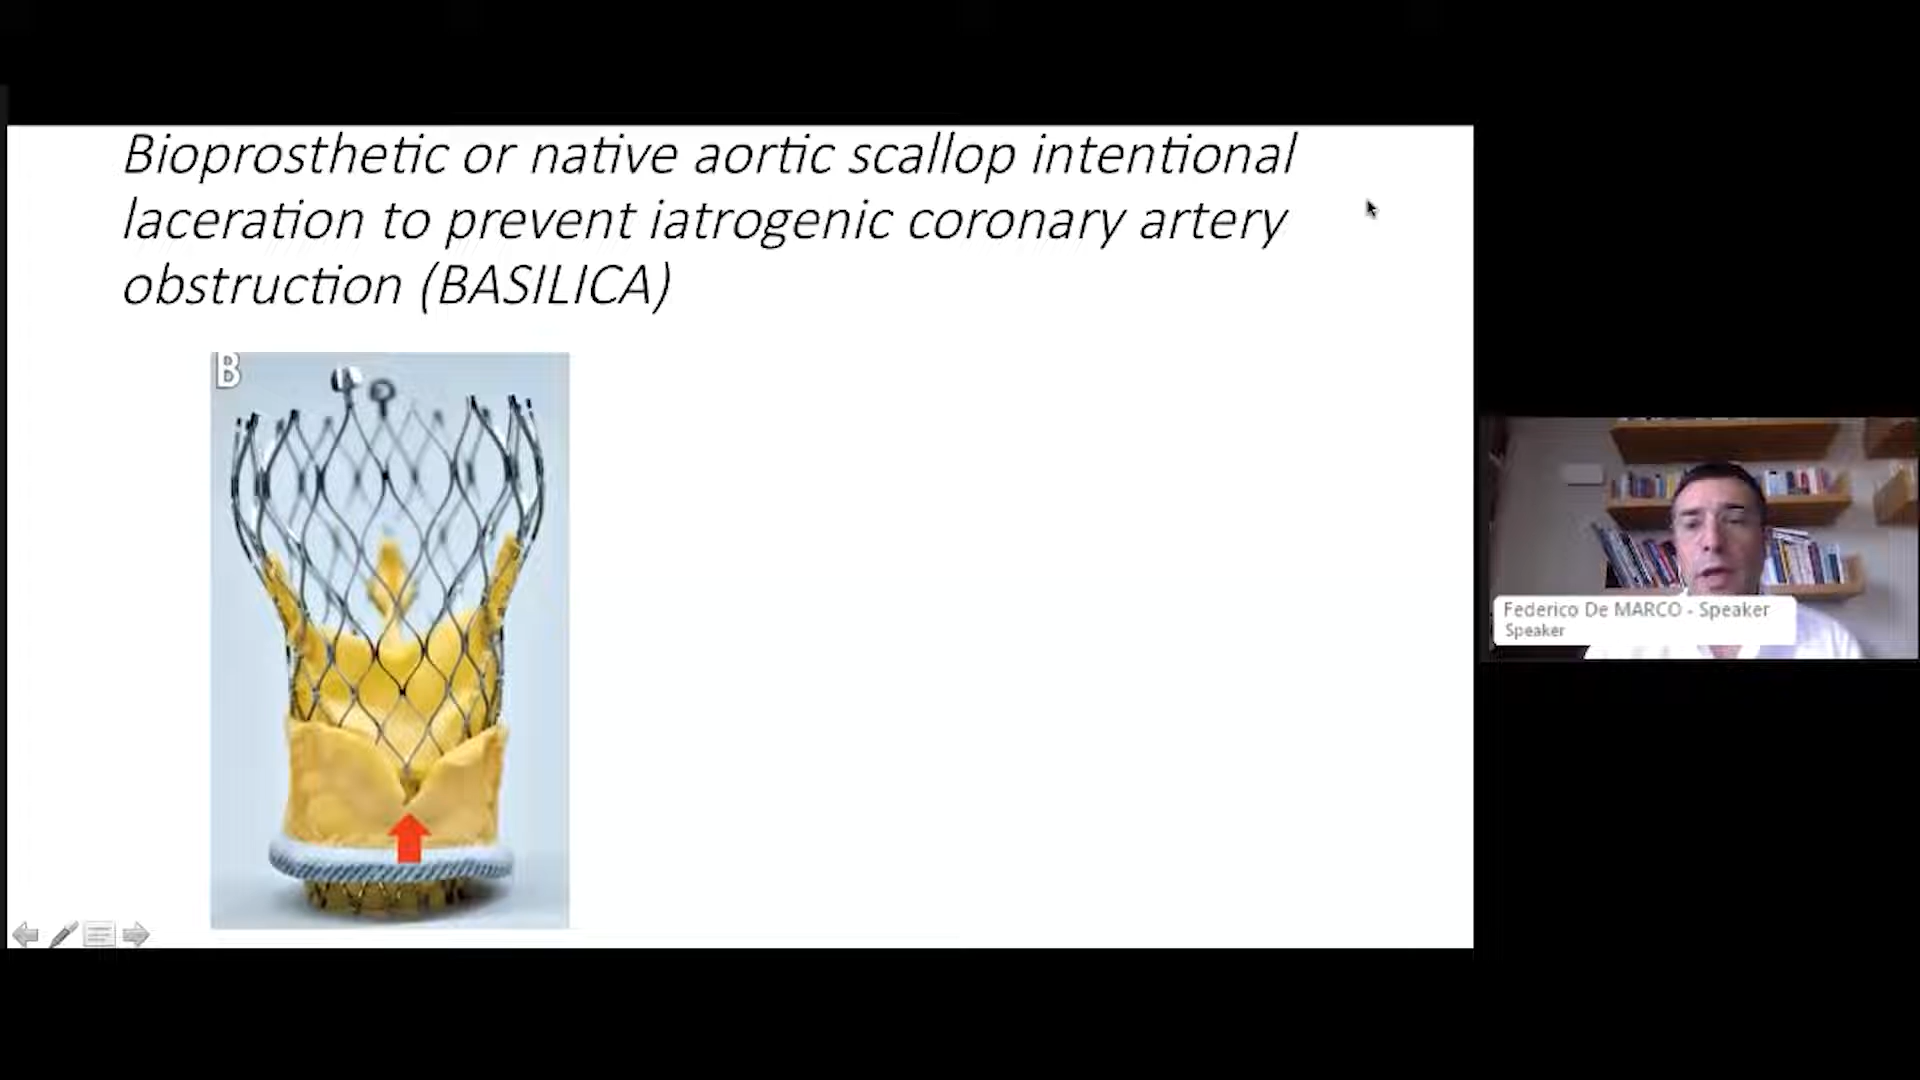 Bioprosthetic or native aortic scallop intentional
laceration to prevent iatrogenic coronary artery
obstruction (BASILICA)
B
Federico De MARCO - Speaker
Speaker